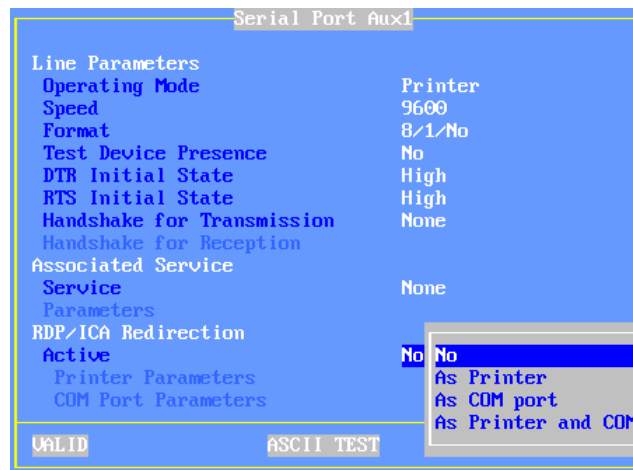 Serial Port Aux1
Line Parameters
Operating Mode Printer
Speed 9600
Format 8/1/No
Test Device Presence No
DTR Initial State High
RTS Initial State High
Handshake for Transmission None
Handshake for Reception
Associated Service
Service None
Parameters
RDP/ICA Redirection
Active No No
Printer Parameters As Printer
COM Port Parameters As COM port
As Printer and COM
VALID ASCII TEST